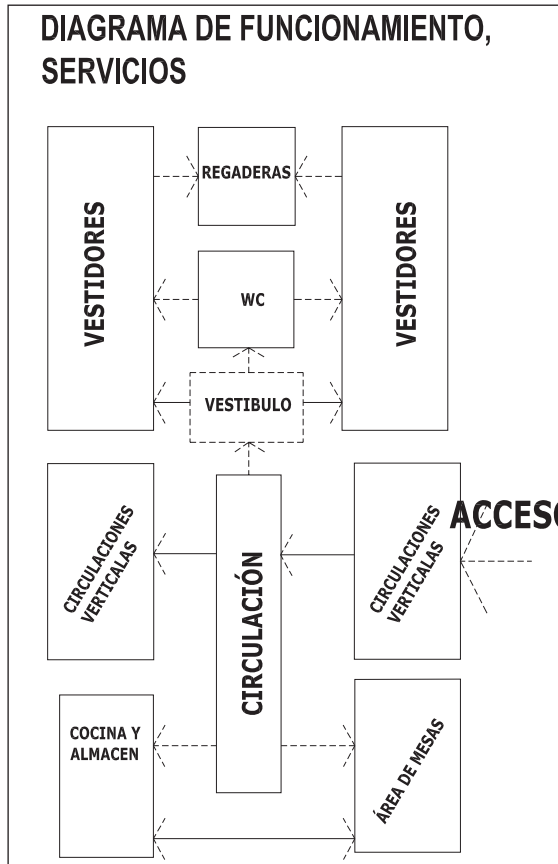 DIAGRAMA DE FUNCIONAMIENTO,
SERVICIOS
VESTIDORES
REGADERAS
VESTIDORES
WC
VESTIBULO
CIRCULACIONES
VERTICALAS
CIRCULACIÓN
CIRCULACIONES
VERTICALAS
ACCESO
COCINA Y
ALMACEN
ÁREA DE MESAS